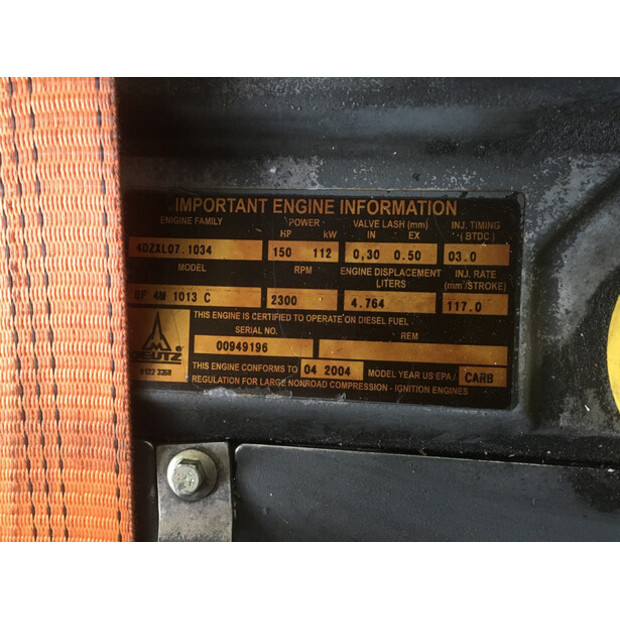 IMPORTANT ENGINE INFORMATION
ENIGINE FAMILY POWER VALVE LASH (mm) INJ. TIMING
HP kW IN EX (BTDC)
4DZXL07.1034 150 112 0,30 0.50 03.0
MODEL RPM ENGINE DISPLACEMENT INJ. RATE
LITERS (mm³/STROKE)
BF 4M 1013 C 2300 4.764 117.0
THIS ENGINE IS CERTIFIED TO OPERATE ON DIESEL FUEL
SERIAL NO. REM
00949196
DEUTZ
THIS ENGINE CONFORMS TO 04 2004 MODEL YEAR US EPA / CARB
REGULATION FOR LARGE NONROAD COMPRESSION - IGNITION ENGINES